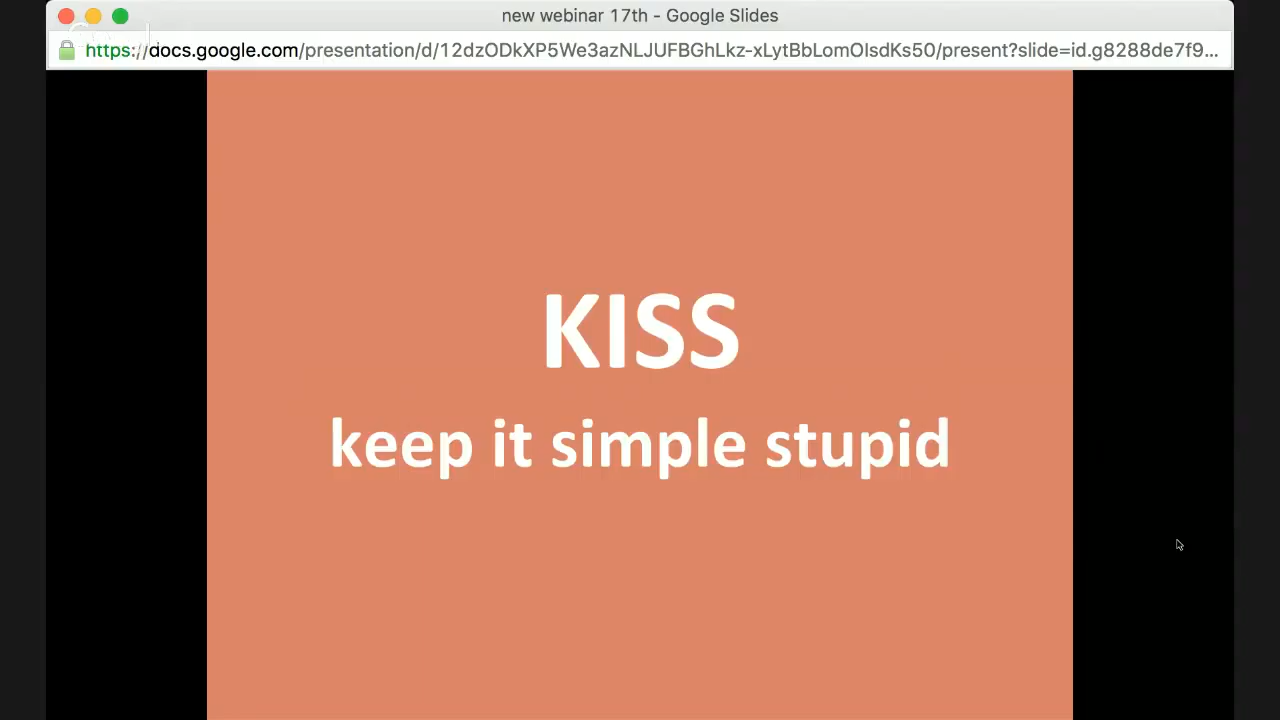 new webinar 17th - Google Slides
https://docs.google.com/presentation/d/12dzODkXP5We3azNLJUFBGhLkz-xLytBbLomOIsdKs50/present?slide=id.g8288de7f9...
KISS
keep it simple stupid